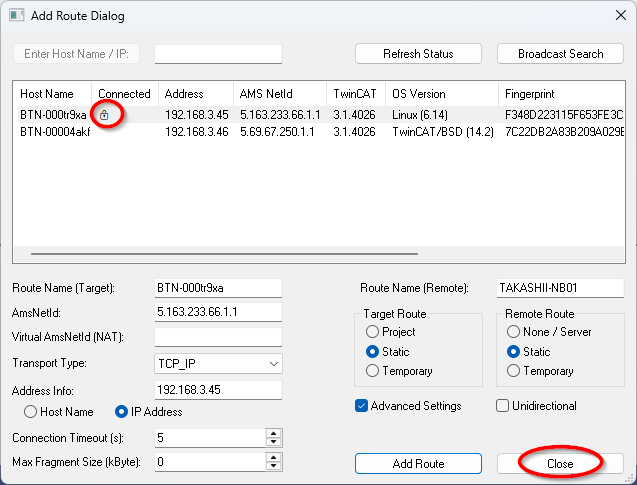 Add Route Dialog
Enter Host Name / IP:
Refresh Status
Broadcast Search
Host Name Connected Address AMS NetId TwinCAT OS Version Fingerprint
BTN-000tr9xa 192.168.3.45 5.163.233.66.1.1 3.1.4026 Linux (6.14) F348D223115F653FE3C
BTN-00004akf 192.168.3.46 5.69.67.250.1.1 3.1.4026 TwinCAT/BSD (14.2) 7C22DB2A83B209A029E
Route Name (Target): BTN-000tr9xa
AmsNetId: 5.163.233.66.1.1
Virtual AmsNetId (NAT):
Transport Type: TCP_IP
Address Info: 192.168.3.45
Host Name IP Address
Connection Timeout (s): 5
Max Fragment Size (kByte): 0
Route Name (Remote): TAKASHII-NB01
Target Route
Project
Static
Temporary
Remote Route
None / Server
Static
Temporary
Advanced Settings
Unidirectional
Add Route
Close